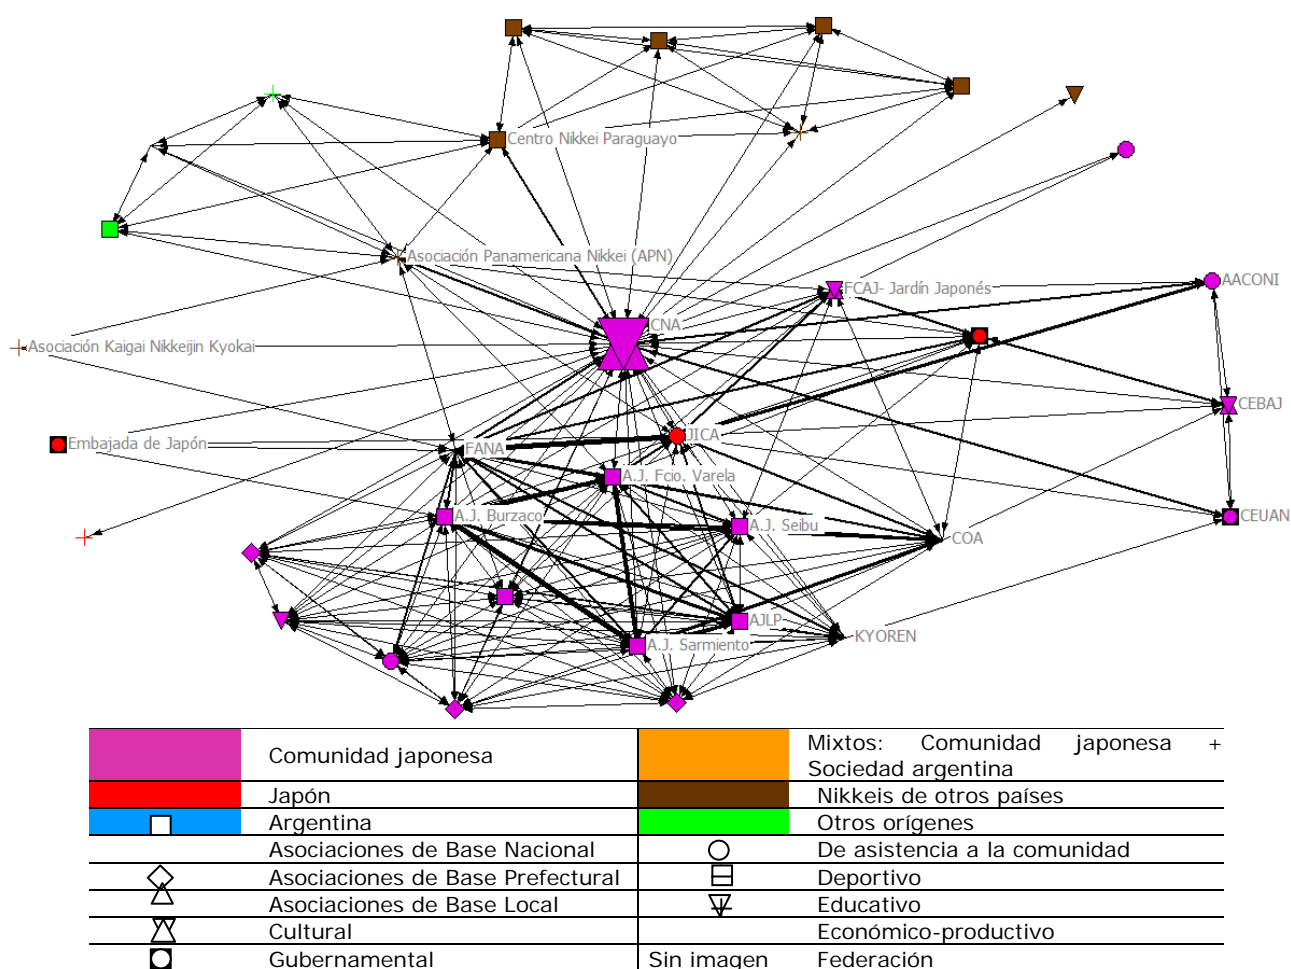 Centro Nikkei Paraguayo
Asociación Panamericana Nikkei (APN)
AACONI
FCAJ- Jardín Japonés
CNA
Asociación Kaigai Nikkeijin Kyokai
CEBAJ
JICA
Embajada de Japón
FANA
A.J. Fcio. Varela
A.J. Burzaco
CEUAN
A.J. Seibu
COA
AJLP
KYOREN
A.J. Sarmiento
Comunidad japonesa
Mixtos: Comunidad japonesa +
Sociedad argentina
Japón
Nikkeis de otros países
Argentina
Otros orígenes
Asociaciones de Base Nacional
De asistencia a la comunidad
Asociaciones de Base Prefectural
Deportivo
Asociaciones de Base Local
Educativo
Cultural
Económico-productivo
Gubernamental
Sin imagen
Federación